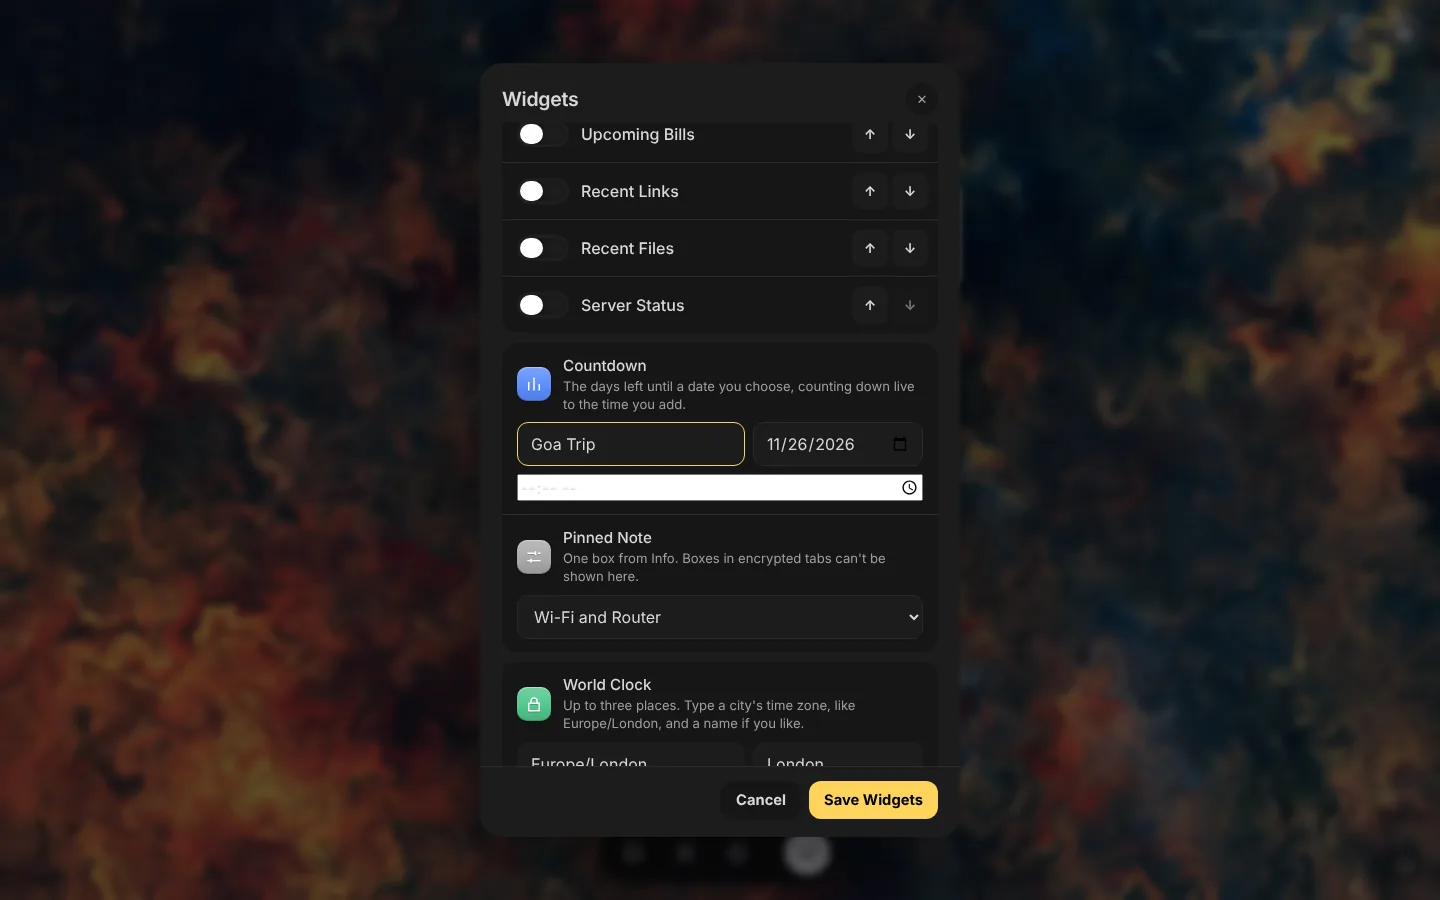 Widgets
Upcoming Bills
Recent Links
Recent Files
Server Status
Countdown
The days left until a date you choose, counting down live
to the time you add.
Goa Trip
11/26/2026
--:-- --
Pinned Note
One box from Info. Boxes in encrypted tabs can't be
shown here.
Wi-Fi and Router
World Clock
Up to three places. Type a city's time zone, like
Europe/London, and a name if you like.
Europe/London
London
Cancel
Save Widgets